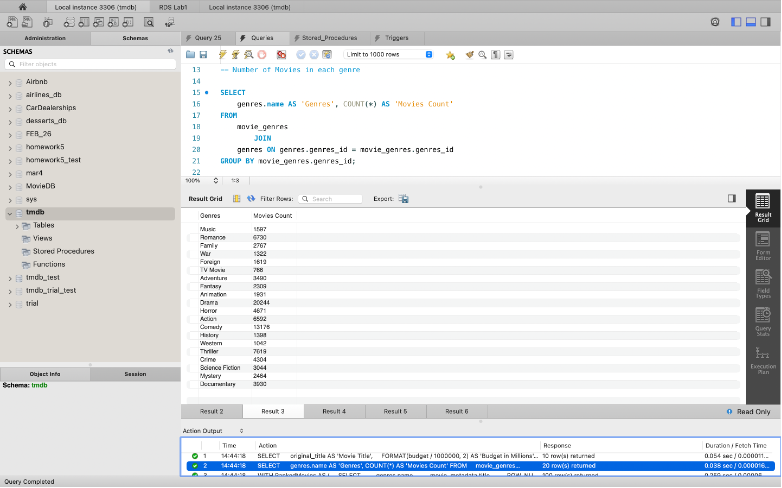 Local instance 3306 (tmdb)
RDS Lab1
Local instance 3306 (tmdb)
Administration
Schemas
SCHEMAS
Filter objects
Airbnb
airlines_db
CarDealerships
desserts_db
FEB_26
homework5
homework5_test
mar4
MovieDB
sys
tmdb
Tables
Views
Stored Procedures
Functions
tmdb_test
tmdb_trial_test
trial
Object Info
Session
Schema: tmdb
Query 25
Queries
Stored_Procedures
Triggers
Limit to 1000 rows
13 -- Number of Movies in each genre
14
15 SELECT
16 genres.name AS 'Genres', COUNT(*) AS 'Movies Count'
17 FROM
18 movie_genres
19 JOIN
20 genres ON genres.genres_id = movie_genres.genres_id
21 GROUP BY movie_genres.genres_id;
22
100% 1:3
Result Grid Filter Rows: Search Export:
Genres Movies Count
Music 1597
Romance 6730
Family 2767
War 1322
Foreign 1619
TV Movie 766
Adventure 3490
Fantasy 2309
Animation 1931
Drama 20244
Horror 4671
Action 6592
Comedy 13176
History 1398
Western 1042
Thriller 7619
Crime 4304
Science Fiction 3044
Mystery 2464
Documentary 3930
Result Grid
Form Editor
Field Types
Query Stats
Execution Plan
Result 2
Result 3
Result 4
Result 5
Result 6
Read Only
Action Output
Time Action Response Duration / Fetch Time
1 14:44:18 SELECT original_title AS 'Movie Title', FORMAT(budget / 1000000, 2) AS 'Budget in Millions'... 10 row(s) returned 0.054 sec / 0.000011...
2 14:44:18 SELECT genres.name AS 'Genres', COUNT(*) AS 'Movies Count' FROM movie_genres... 20 row(s) returned 0.038 sec / 0.000016...
3 14:44:18 WITH RankedMovies AS ( SELECT
Query Completed